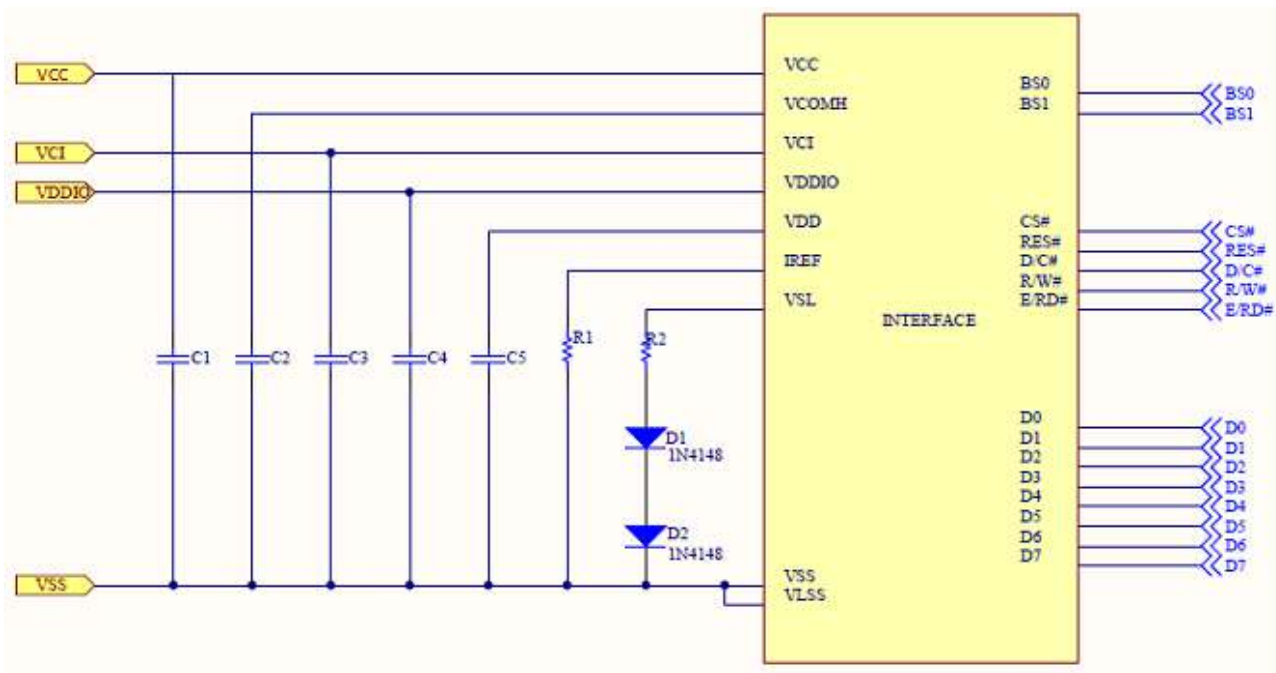 VCC
VCI
VDDIO
VSS
C1 C2 C3 C4 C5 R1 R2
D1
1N4148
D2
1N4148
VCC
VCOMH
VCI
VDDIO
VDD
IREF
VSL
VSS
VLSS
INTERFACE
BS0
BS1
CS#
RES#
D/C#
R/W#
E/RD#
D0
D1
D2
D3
D4
D5
D6
D7
BS0
BS1
CS#
RES#
D/C#
R/W#
E/RD#
D0
D1
D2
D3
D4
D5
D6
D7